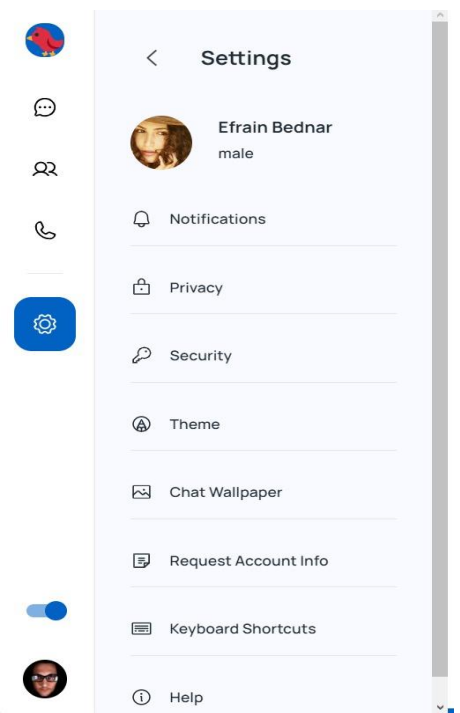 Settings
Efrain Bednar
male
Notifications
Privacy
Security
Theme
Chat Wallpaper
Request Account Info
Keyboard Shortcuts
Help